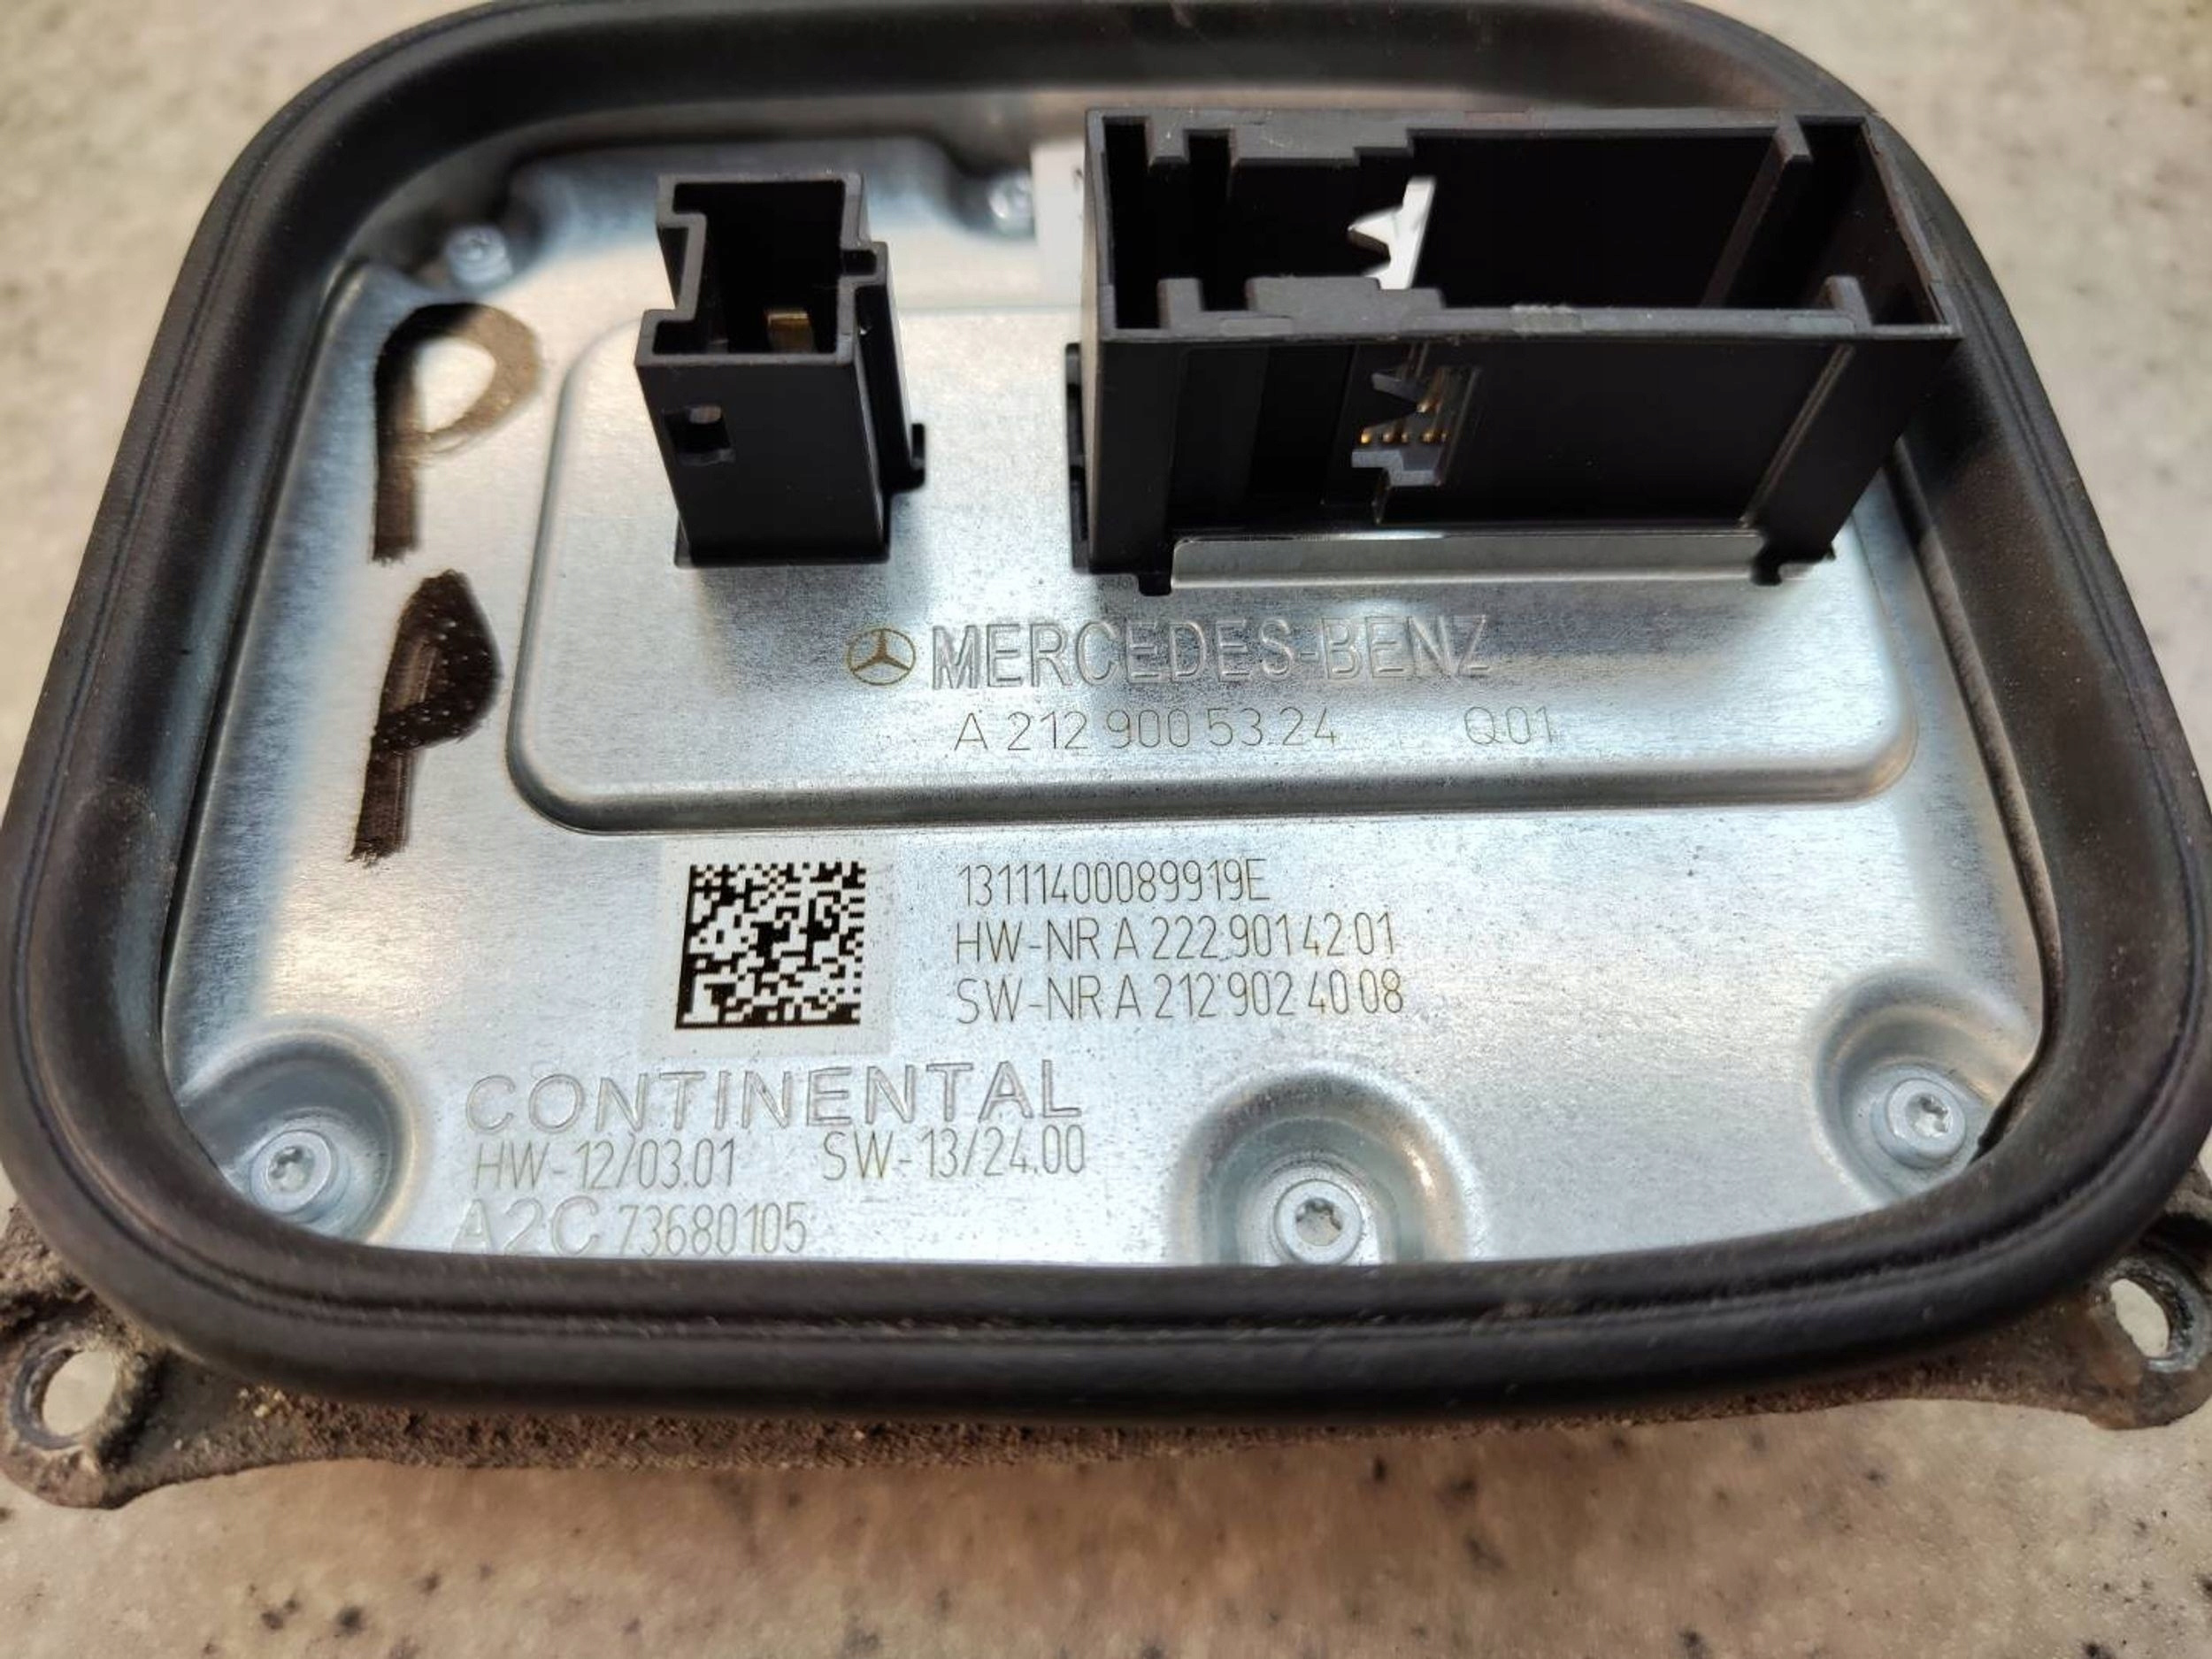 P
P
MERCEDES-BENZ
A 212 900 53 24 Q01
13111400089919E
HW-NR A 222 901 42 01
SW-NR A 212 902 40 08
CONTINENTAL
HW-12/03.01 SW-13/24.00
A2C 73680105